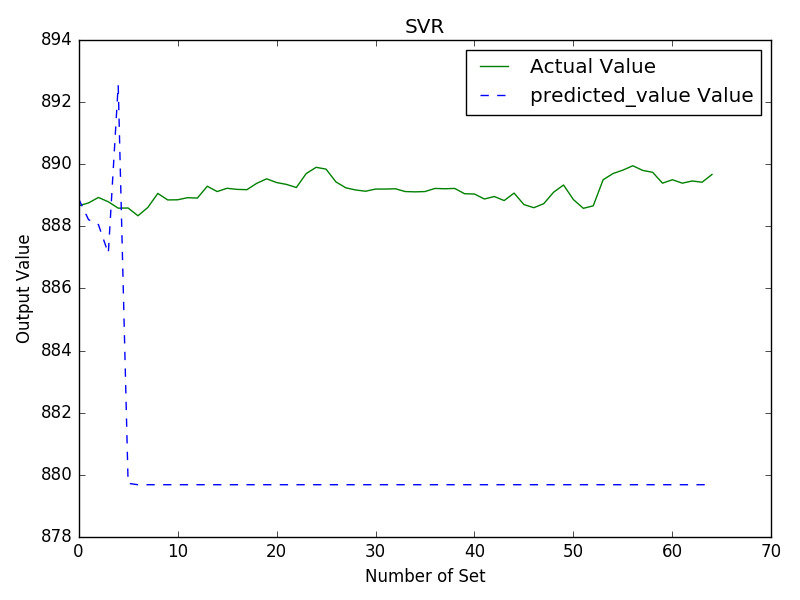 SVR
Actual Value
predicted_value Value
Output Value
894
892
890
888
886
884
882
880
878
0 10 20 30 40 50 60 70
Number of Set